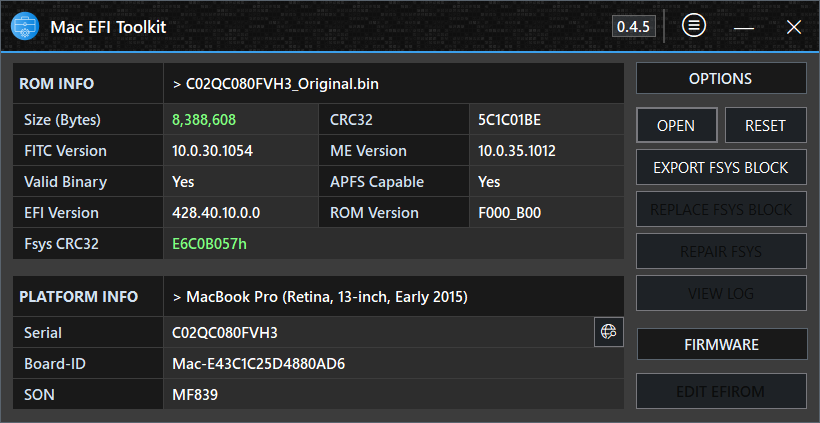 Mac EFI Toolkit 0.4.5
ROM INFO > C02QC080FVH3_Original.bin
Size (Bytes) 8,388,608 CRC32 5C1C01BE
FITC Version 10.0.30.1054 ME Version 10.0.35.1012
Valid Binary Yes APFS Capable Yes
EFI Version 428.40.10.0.0 ROM Version F000_B00
Fsys CRC32 E6C0B057h
PLATFORM INFO > MacBook Pro (Retina, 13-inch, Early 2015)
Serial C02QC080FVH3
Board-ID Mac-E43C1C25D4880AD6
SON MF839
OPTIONS
OPEN RESET
EXPORT FSYS BLOCK
REPLACE FSYS BLOCK
REPAIR FSYS
VIEW LOG
FIRMWARE
EDIT EFIROM